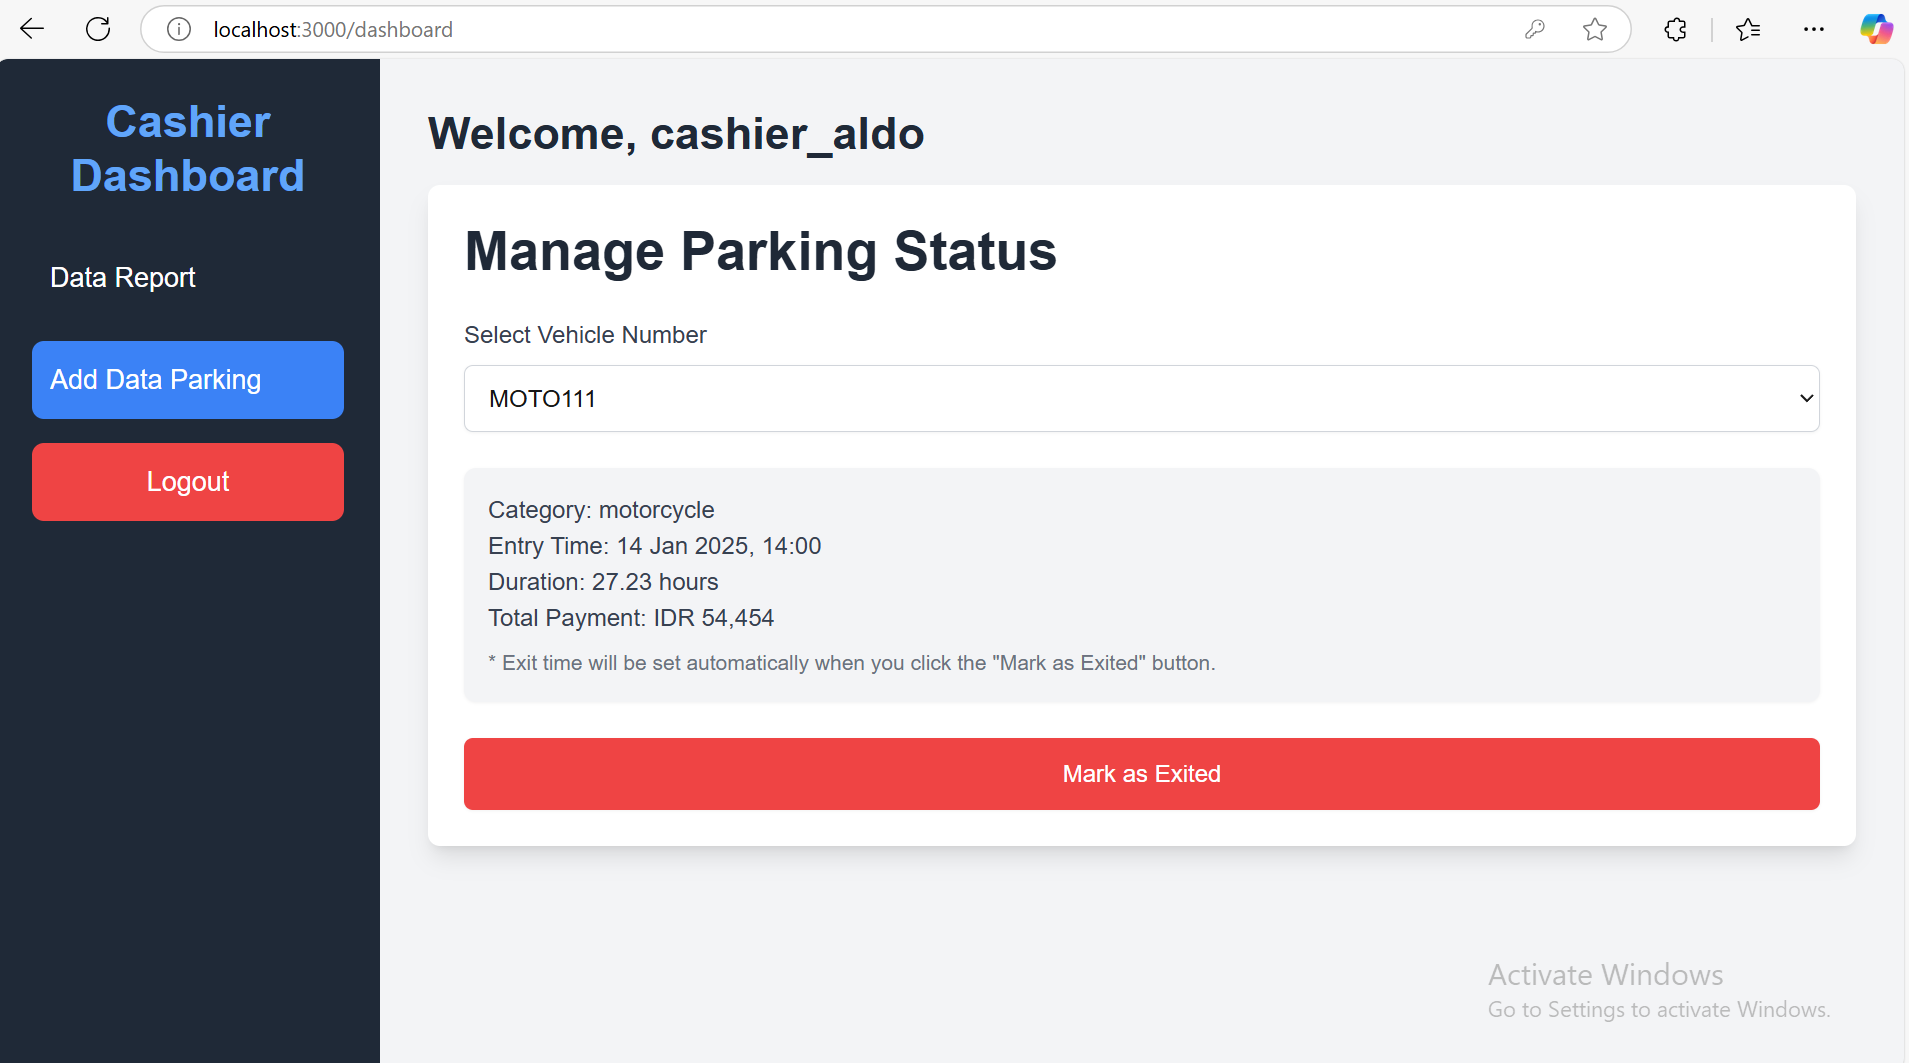 localhost:3000/dashboard
Cashier
Dashboard
Data Report
Add Data Parking
Logout
Welcome, cashier_aldo
Manage Parking Status
Select Vehicle Number
MOTO111
Category: motorcycle
Entry Time: 14 Jan 2025, 14:00
Duration: 27.23 hours
Total Payment: IDR 54,454
* Exit time will be set automatically when you click the "Mark as Exited" button.
Mark as Exited
Activate Windows
Go to Settings to activate Windows.